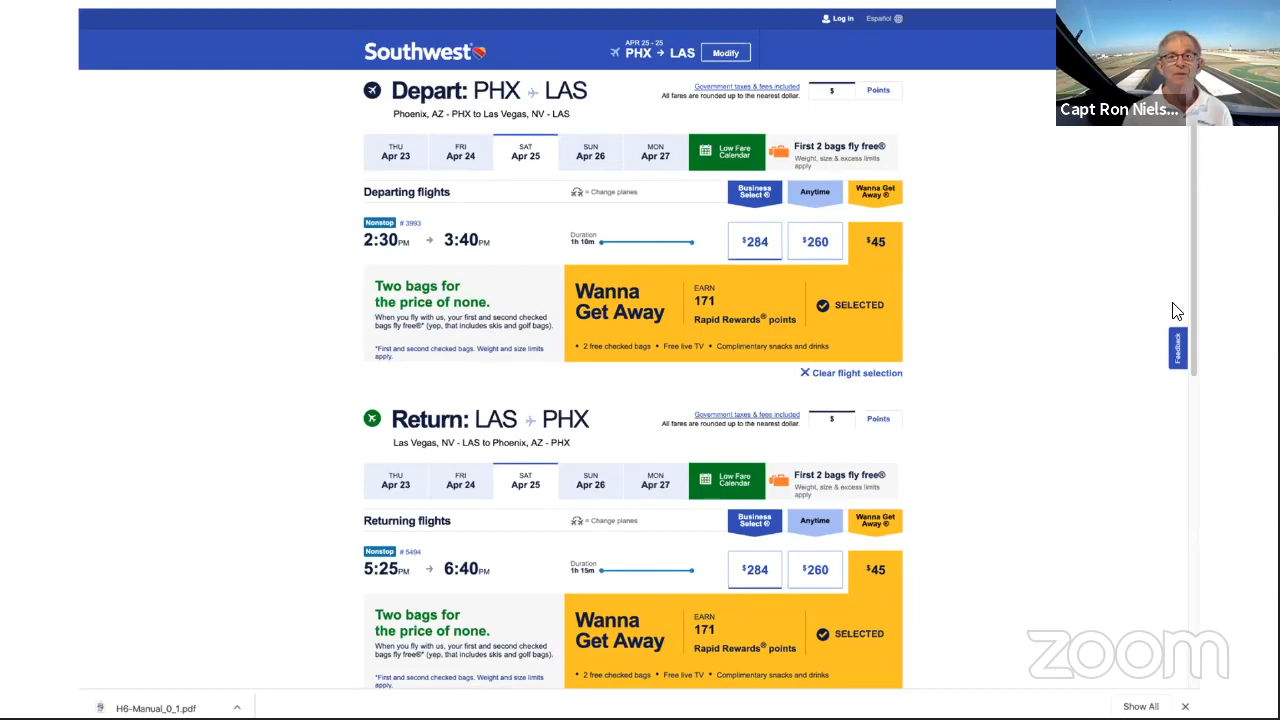 Log in
Español
Southwest
APR 25 - 25
PHX → LAS
Modify
Capt Ron Niels...
Depart: PHX LAS
Government taxes & fees included
All fares are rounded up to the nearest dollar.
$
Points
Phoenix, AZ - PHX to Las Vegas, NV - LAS
THU
Apr 23
FRI
Apr 24
SAT
Apr 25
SUN
Apr 26
MON
Apr 27
Low Fare
Calendar
First 2 bags fly free®
Weight, size & excess limits
apply
Departing flights
= Change planes
Business
Select ®
Anytime
Wanna Get
Away ®
Nonstop # 3993
2:30PM → 3:40PM
Duration
1h 10m
$284
$260
$45
Two bags for
the price of none.
When you fly with us, your first and second checked
bags fly free®* (yep, that includes skis and golf bags).
*First and second checked bags. Weight and size limits
apply.
Wanna
Get Away
EARN
171
Rapid Rewards® points
SELECTED
• 2 free checked bags • Free live TV • Complimentary snacks and drinks
Clear flight selection
Feedback
Return: LAS PHX
Government taxes & fees included
All fares are rounded up to the nearest dollar.
$
Points
Las Vegas, NV - LAS to Phoenix, AZ - PHX
THU
Apr 23
FRI
Apr 24
SAT
Apr 25
SUN
Apr 26
MON
Apr 27
Low Fare
Calendar
First 2 bags fly free®
Weight, size & excess limits
apply
Returning flights
= Change planes
Business
Select ®
Anytime
Wanna Get
Away ®
Nonstop # 5494
5:25PM → 6:40PM
Duration
1h 15m
$284
$260
$45
Two bags for
the price of none.
When you fly with us, your first and second checked
bags fly free®* (yep, that includes skis and golf bags).
*First and second checked bags. Weight and size limits
apply.
Wanna
Get Away
EARN
171
Rapid Rewards® points
SELECTED
• 2 free checked bags • Free live TV • Complimentary snacks and drinks
zoom
H6-Manual_0_1.pdf
Show All